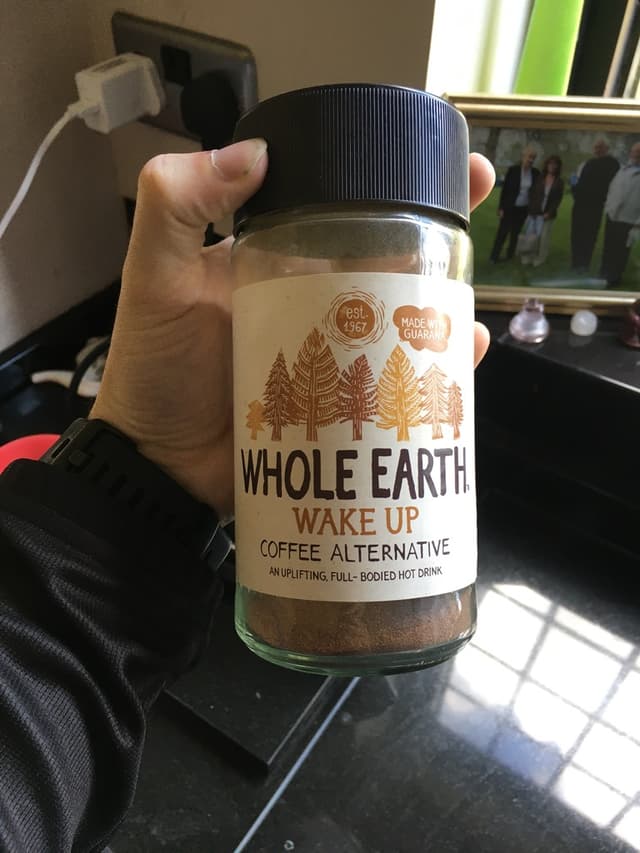 est.
1967
MADE WITH
GUARANA
WHOLE EARTH
WAKE UP
COFFEE ALTERNATIVE
AN UPLIFTING, FULL-BODIED HOT DRINK